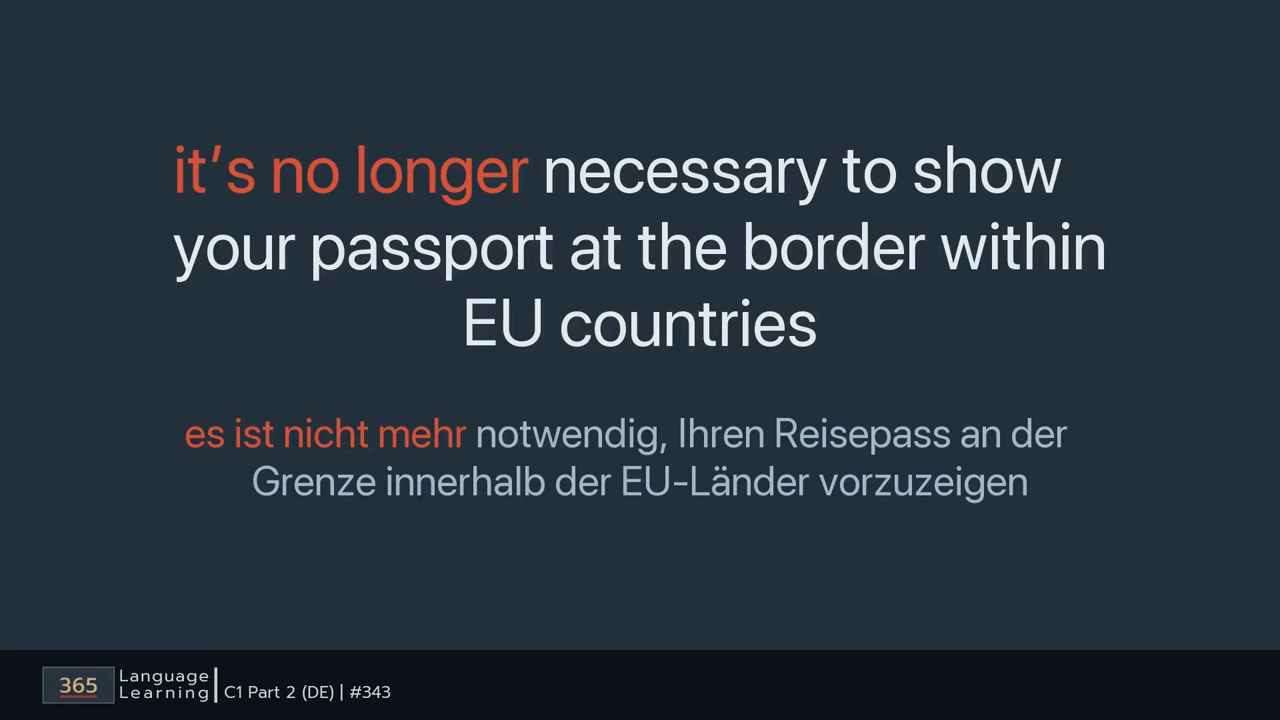 it’s no longer necessary to show
your passport at the border within
EU countries
es ist nicht mehr notwendig, Ihren Reisepass an der
Grenze innerhalb der EU-Länder vorzuzeigen
365
Language
Learning
C1 Part 2 (DE) | #343